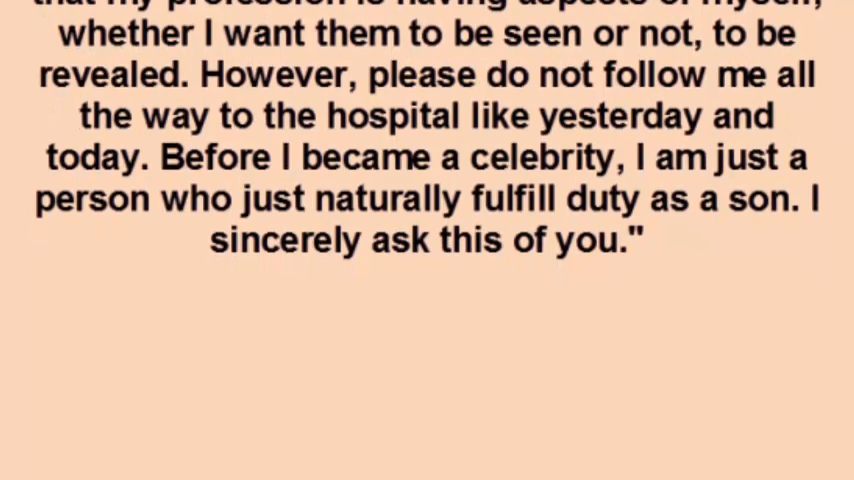 that my profession is having aspects of myself,
whether I want them to be seen or not, to be
revealed. However, please do not follow me all
the way to the hospital like yesterday and
today. Before I became a celebrity, I am just a
person who just naturally fulfill duty as a son. I
sincerely ask this of you."